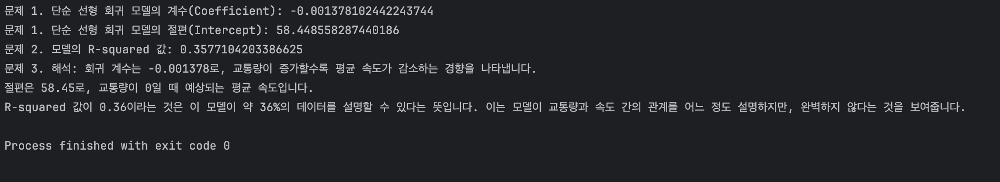 문제 1. 단순 선형 회귀 모델의 계수(Coefficient): -0.001378102442243744
문제 1. 단순 선형 회귀 모델의 절편(Intercept): 58.448558287440186
문제 2. 모델의 R-squared 값: 0.3577104203386625
문제 3. 해석: 회귀 계수는 -0.001378로, 교통량이 증가할수록 평균 속도가 감소하는 경향을 나타냅니다.
절편은 58.45로, 교통량이 0일 때 예상되는 평균 속도입니다.
R-squared 값이 0.36이라는 것은 이 모델이 약 36%의 데이터를 설명할 수 있다는 뜻입니다. 이는 모델이 교통량과 속도 간의 관계를 어느 정도 설명하지만, 완벽하지 않다는 것을 보여줍니다.
Process finished with exit code 0